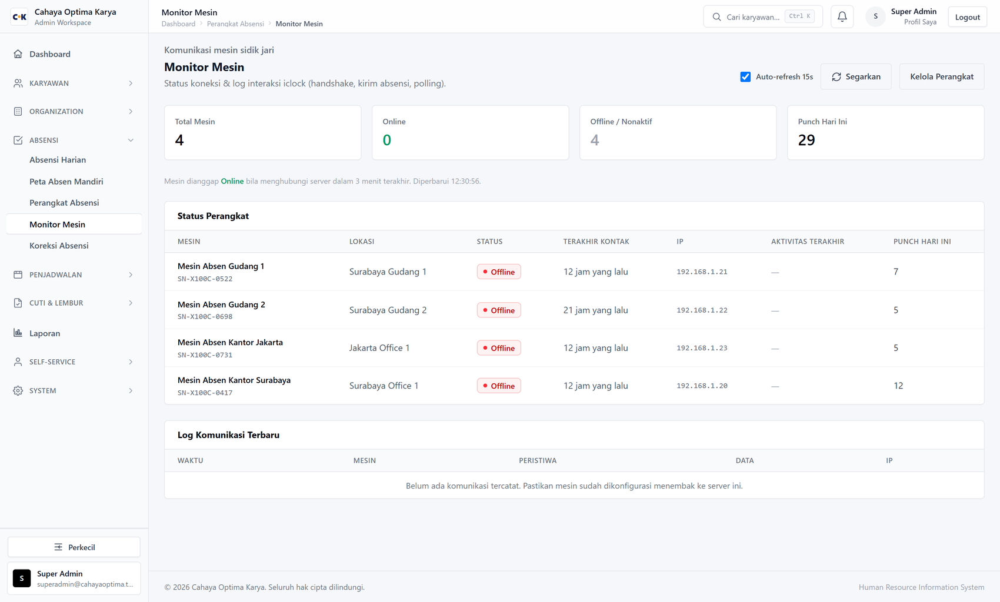 C•K
Cahaya Optima Karya
Admin Workspace
Dashboard
KARYAWAN
ORGANIZATION
ABSENSI
Absensi Harian
Peta Absen Mandiri
Perangkat Absensi
Monitor Mesin
Koreksi Absensi
PENJADWALAN
CUTI & LEMBUR
Laporan
SELF-SERVICE
SYSTEM
Perkecil
S
Super Admin
superadmin@cahayaoptima.t...
Monitor Mesin
Dashboard > Perangkat Absensi > Monitor Mesin
Cari karyawan... Ctrl K
S
Super Admin
Profil Saya
Logout
Komunikasi mesin sidik jari
Monitor Mesin
Status koneksi & log interaksi iclock (handshake, kirim absensi, polling).
Auto-refresh 15s
Segarkan
Kelola Perangkat
Total Mesin
4
Online
0
Offline / Nonaktif
4
Punch Hari Ini
29
Mesin dianggap Online bila menghubungi server dalam 3 menit terakhir. Diperbarui 12:30:56.
Status Perangkat
MESIN LOKASI STATUS TERAKHIR KONTAK IP AKTIVITAS TERAKHIR PUNCH HARI INI
Mesin Absen Gudang 1
SN-X100C-0522
Surabaya Gudang 1 Offline 12 jam yang lalu 192.168.1.21 — 7
Mesin Absen Gudang 2
SN-X100C-0698
Surabaya Gudang 2 Offline 21 jam yang lalu 192.168.1.22 — 5
Mesin Absen Kantor Jakarta
SN-X100C-0731
Jakarta Office 1 Offline 12 jam yang lalu 192.168.1.23 — 5
Mesin Absen Kantor Surabaya
SN-X100C-0417
Surabaya Office 1 Offline 12 jam yang lalu 192.168.1.20 — 12
Log Komunikasi Terbaru
WAKTU MESIN PERISTIWA DATA IP
Belum ada komunikasi tercatat. Pastikan mesin sudah dikonfigurasi menembak ke server ini.
© 2026 Cahaya Optima Karya. Seluruh hak cipta dilindungi.
Human Resource Information System